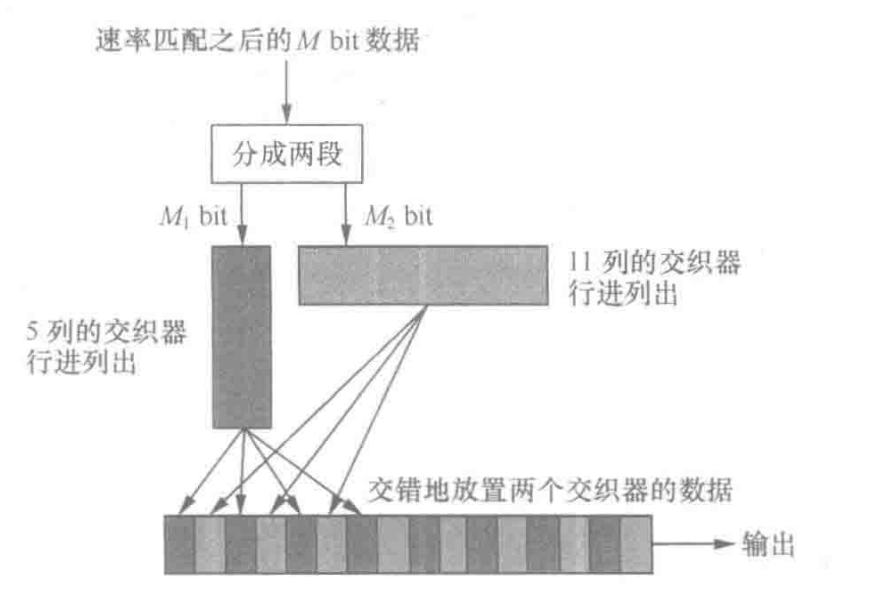 速率匹配之后的M bit 数据
分成两段
M₁ bit
M₂ bit
11 列的交织器
行进列出
5 列的交织器
行进列出
交错地放置两个交织器的数据
输出